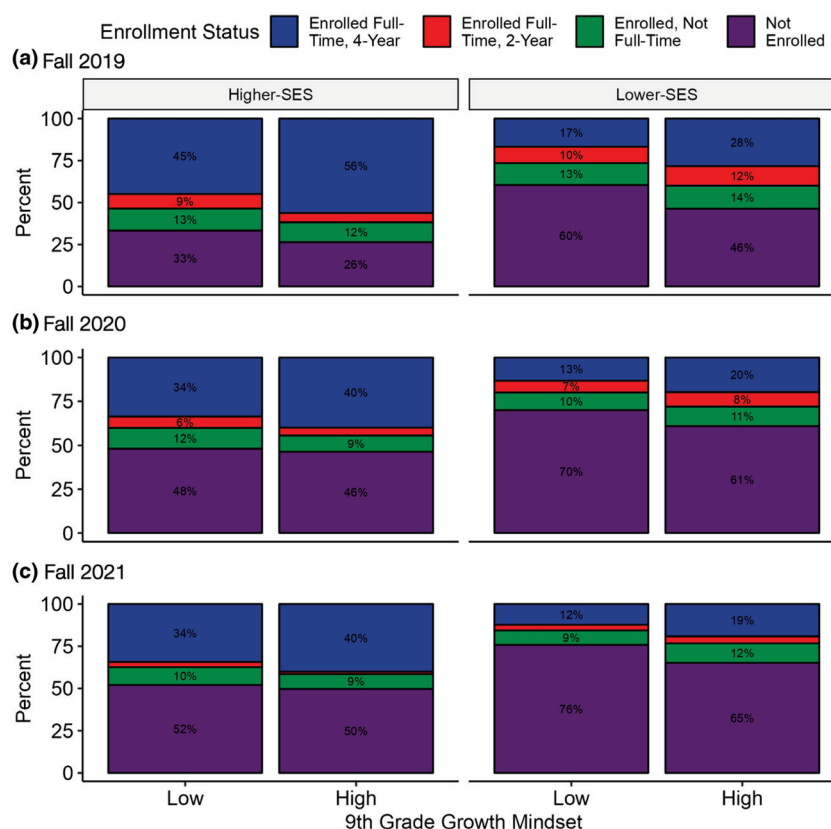 Enrollment Status
Enrolled Full-
Time, 4-Year
Enrolled Full-
Time, 2-Year
Enrolled, Not
Full-Time
Not
Enrolled
(a) Fall 2019
Higher-SES
Lower-SES
Percent
100
75
50
25
0
45%
9%
13%
33%
56%
12%
26%
17%
10%
13%
60%
28%
12%
14%
46%
(b) Fall 2020
Percent
100
75
50
25
0
34%
6%
12%
48%
40%
9%
46%
13%
7%
10%
70%
20%
8%
11%
61%
(c) Fall 2021
Percent
100
75
50
25
0
34%
10%
52%
40%
9%
50%
12%
9%
76%
19%
12%
65%
Low
High
Low
High
9th Grade Growth Mindset